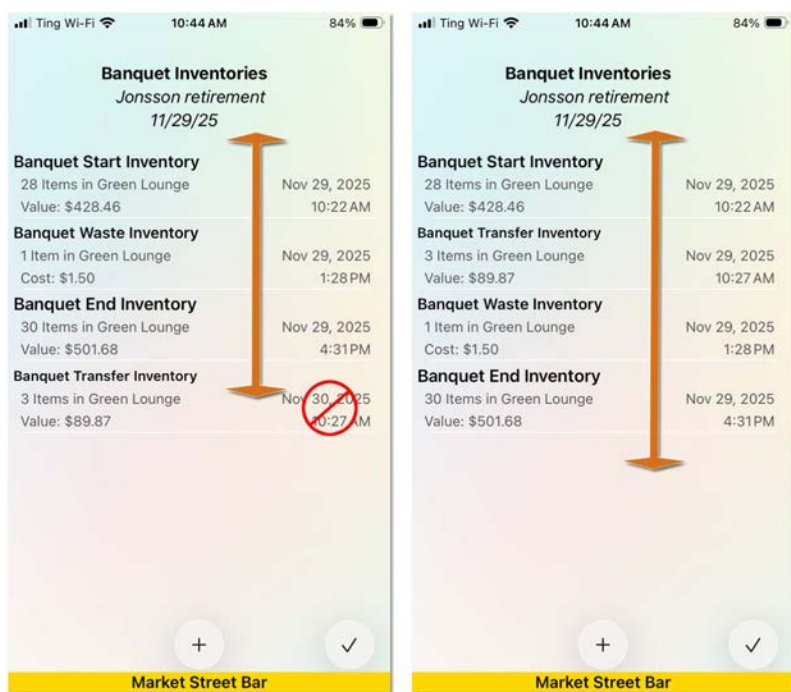 Ting Wi-Fi 10:44 AM 84%
Banquet Inventories
Jonsson retirement
11/29/25
Banquet Start Inventory
28 Items in Green Lounge Nov 29, 2025
Value: $428.46 10:22 AM
Banquet Waste Inventory
1 Item in Green Lounge Nov 29, 2025
Cost: $1.50 1:28 PM
Banquet End Inventory
30 Items in Green Lounge Nov 29, 2025
Value: $501.68 4:31 PM
Banquet Transfer Inventory
3 Items in Green Lounge Nov 30, 2025
Value: $89.87 10:27 AM
Market Street Bar
Ting Wi-Fi 10:44 AM 84%
Banquet Inventories
Jonsson retirement
11/29/25
Banquet Start Inventory
28 Items in Green Lounge Nov 29, 2025
Value: $428.46 10:22 AM
Banquet Transfer Inventory
3 Items in Green Lounge Nov 29, 2025
Value: $89.87 10:27 AM
Banquet Waste Inventory
1 Item in Green Lounge Nov 29, 2025
Cost: $1.50 1:28 PM
Banquet End Inventory
30 Items in Green Lounge Nov 29, 2025
Value: $501.68 4:31 PM
Market Street Bar